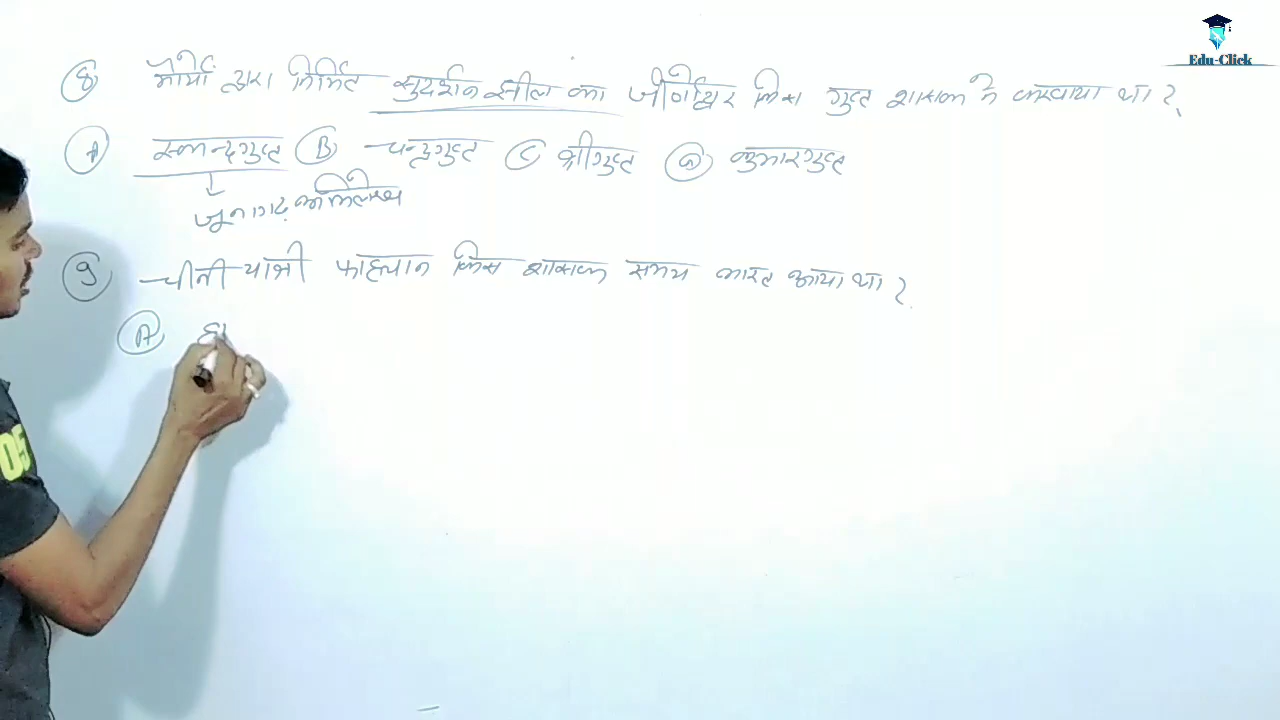 Edu-Click
8 मौर्यों द्वारा निर्मित सुदर्शन झील का जीर्णोद्धार किस गुप्त शासक ने करवाया था ?
A स्कन्दगुप्त B चन्द्रगुप्त C श्रीगुप्त D कुमारगुप्त
जूनागढ़ अभिलेख
9 चीनी यात्री फाह्यान किस शासक समय भारत आया था ?
A